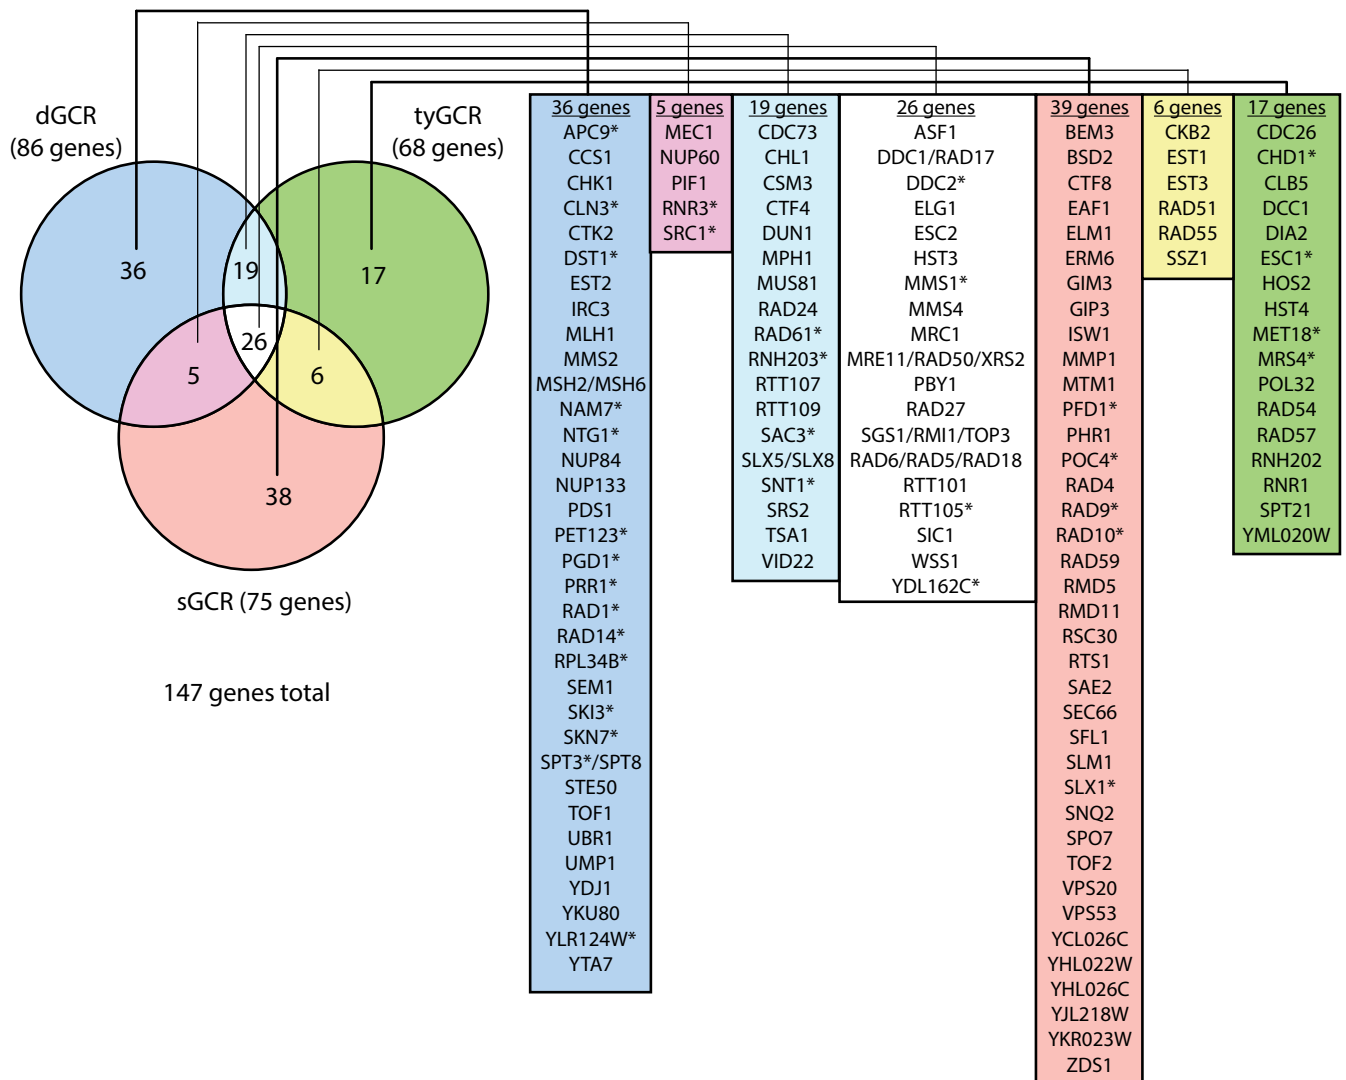 dGCR
(86 genes)
tyGCR
(68 genes)
36
19
17
26
5
6
38
sGCR (75 genes)
147 genes total
36 genes
APC9*
CCS1
CHK1
CLN3*
CTK2
DST1*
EST2
IRC3
MLH1
MMS2
MSH2/MSH6
NAM7*
NTG1*
NUP84
NUP133
PDS1
PET123*
PGD1*
PRR1*
RAD1*
RAD14*
RPL34B*
SEM1
SKI3*
SKN7*
SPT3*/SPT8
STE50
TOF1
UBR1
UMP1
YDJ1
YKU80
YLR124W*
YTA7
5 genes
MEC1
NUP60
PIF1
RNR3*
SRC1*
19 genes
CDC73
CHL1
CSM3
CTF4
DUN1
MPH1
MUS81
RAD24
RAD61*
RNH203*
RTT107
RTT109
SAC3*
SLX5/SLX8
SNT1*
SRS2
TSA1
VID22
26 genes
ASF1
DDC1/RAD17
DDC2*
ELG1
ESC2
HST3
MMS1*
MMS4
MRC1
MRE11/RAD50/XRS2
PBY1
RAD27
SGS1/RMI1/TOP3
RAD6/RAD5/RAD18
RTT101
RTT105*
SIC1
WSS1
YDL162C*
39 genes
BEM3
BSD2
CTF8
EAF1
ELM1
ERM6
GIM3
GIP3
ISW1
MMP1
MTM1
PFD1*
PHR1
POC4*
RAD4
RAD9*
RAD10*
RAD59
RMD5
RMD11
RSC30
RTS1
SAE2
SEC66
SFL1
SLM1
SLX1*
SNQ2
SPO7
TOF2
VPS20
VPS53
YCL026C
YHL022W
YHL026C
YJL218W
YKR023W
ZDS1
6 genes
CKB2
EST1
EST3
RAD51
RAD55
SSZ1
17 genes
CDC26
CHD1*
CLB5
DCC1
DIA2
ESC1*
HOS2
HST4
MET18*
MRS4*
POL32
RAD54
RAD57
RNH202
RNR1
SPT21
YML020W